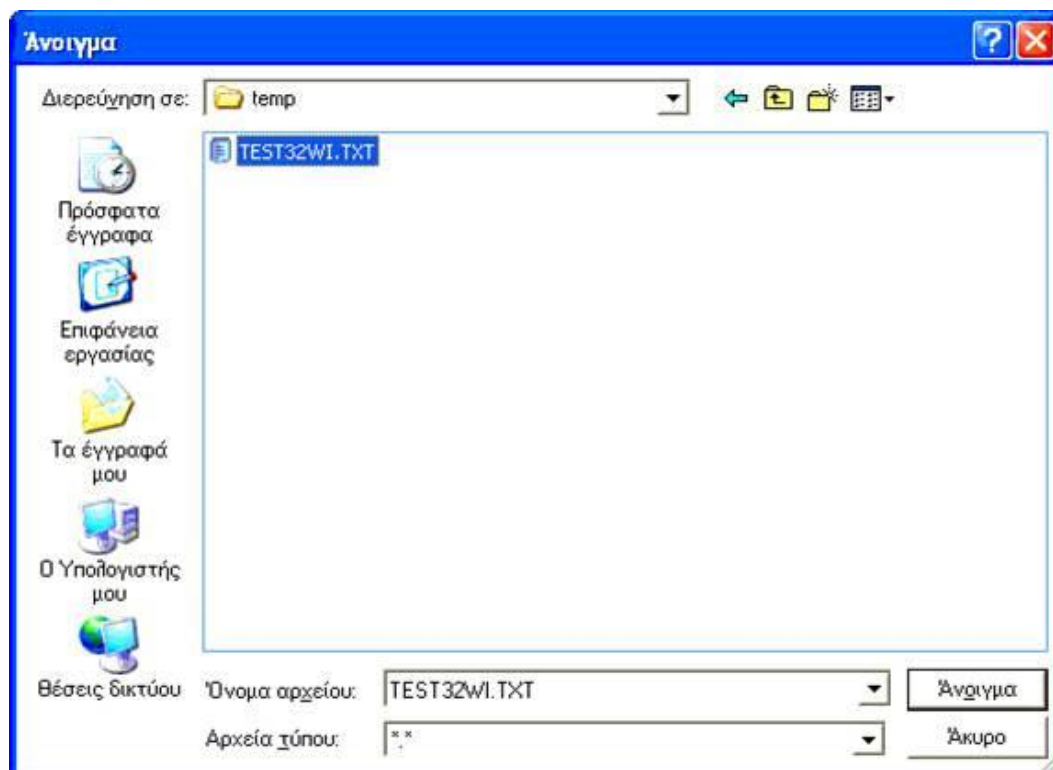 Άνοιγμα
Διερεύνηση σε:
temp
TEST32WI.TXT
Πρόσφατα
έγγραφα
Επιφάνεια
εργασίας
Τα έγγραφά
μου
Ο Υπολογιστής
μου
Θέσεις δικτύου
Όνομα αρχείου:
TEST32WI.TXT
Άνοιγμα
Αρχεία τύπου:
*.*
Άκυρο